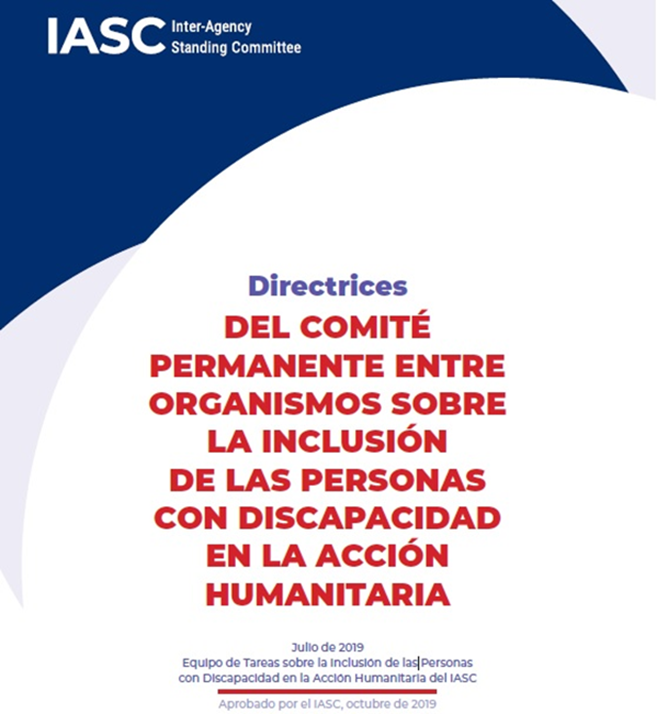 IASC Inter-Agency
Standing Committee
Directrices
DEL COMITÉ
PERMANENTE ENTRE
ORGANISMOS SOBRE
LA INCLUSIÓN
DE LAS PERSONAS
CON DISCAPACIDAD
EN LA ACCIÓN
HUMANITARIA
Julio de 2019
Equipo de Tareas sobre la Inclusión de las Personas
con Discapacidad en la Acción Humanitaria del IASC
Aprobado por el IASC, octubre de 2019